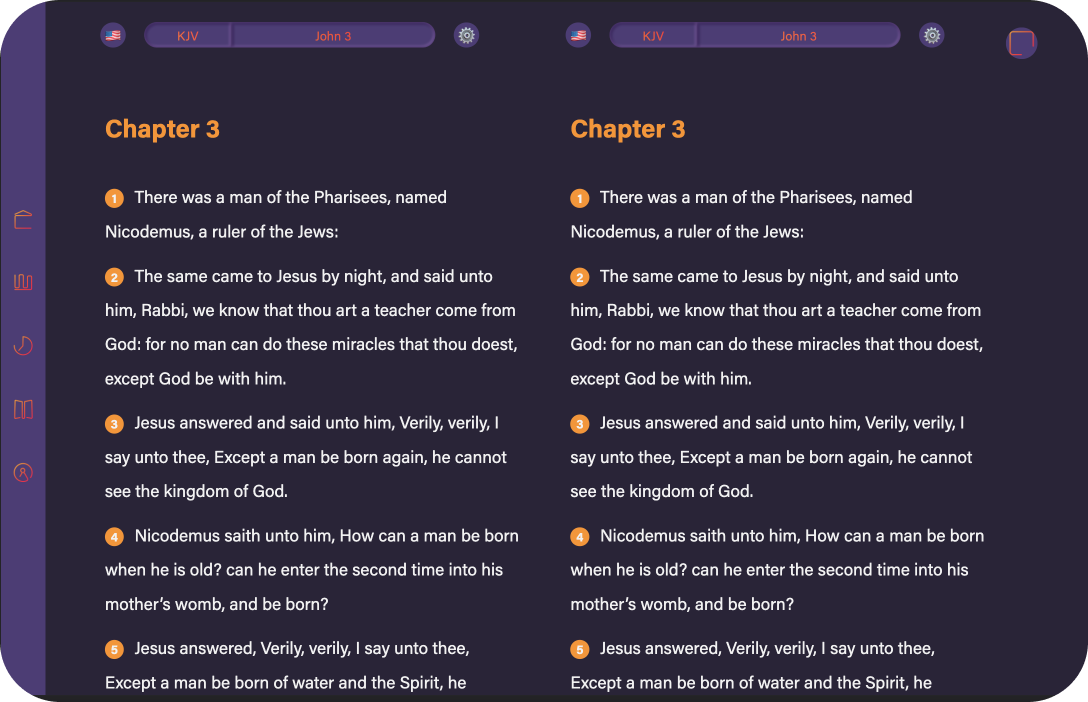 KJV
John 3
Chapter 3
1 There was a man of the Pharisees, named
Nicodemus, a ruler of the Jews:
2 The same came to Jesus by night, and said unto
him, Rabbi, we know that thou art a teacher come from
God: for no man can do these miracles that thou doest,
except God be with him.
3 Jesus answered and said unto him, Verily, verily, I
say unto thee, Except a man be born again, he cannot
see the kingdom of God.
4 Nicodemus saith unto him, How can a man be born
when he is old? can he enter the second time into his
mother’s womb, and be born?
5 Jesus answered, Verily, verily, I say unto thee,
Except a man be born of water and the Spirit, he
KJV
John 3
Chapter 3
1 There was a man of the Pharisees, named
Nicodemus, a ruler of the Jews:
2 The same came to Jesus by night, and said unto
him, Rabbi, we know that thou art a teacher come from
God: for no man can do these miracles that thou doest,
except God be with him.
3 Jesus answered and said unto him, Verily, verily, I
say unto thee, Except a man be born again, he cannot
see the kingdom of God.
4 Nicodemus saith unto him, How can a man be born
when he is old? can he enter the second time into his
mother’s womb, and be born?
5 Jesus answered, Verily, verily, I say unto thee,
Except a man be born of water and the Spirit, he